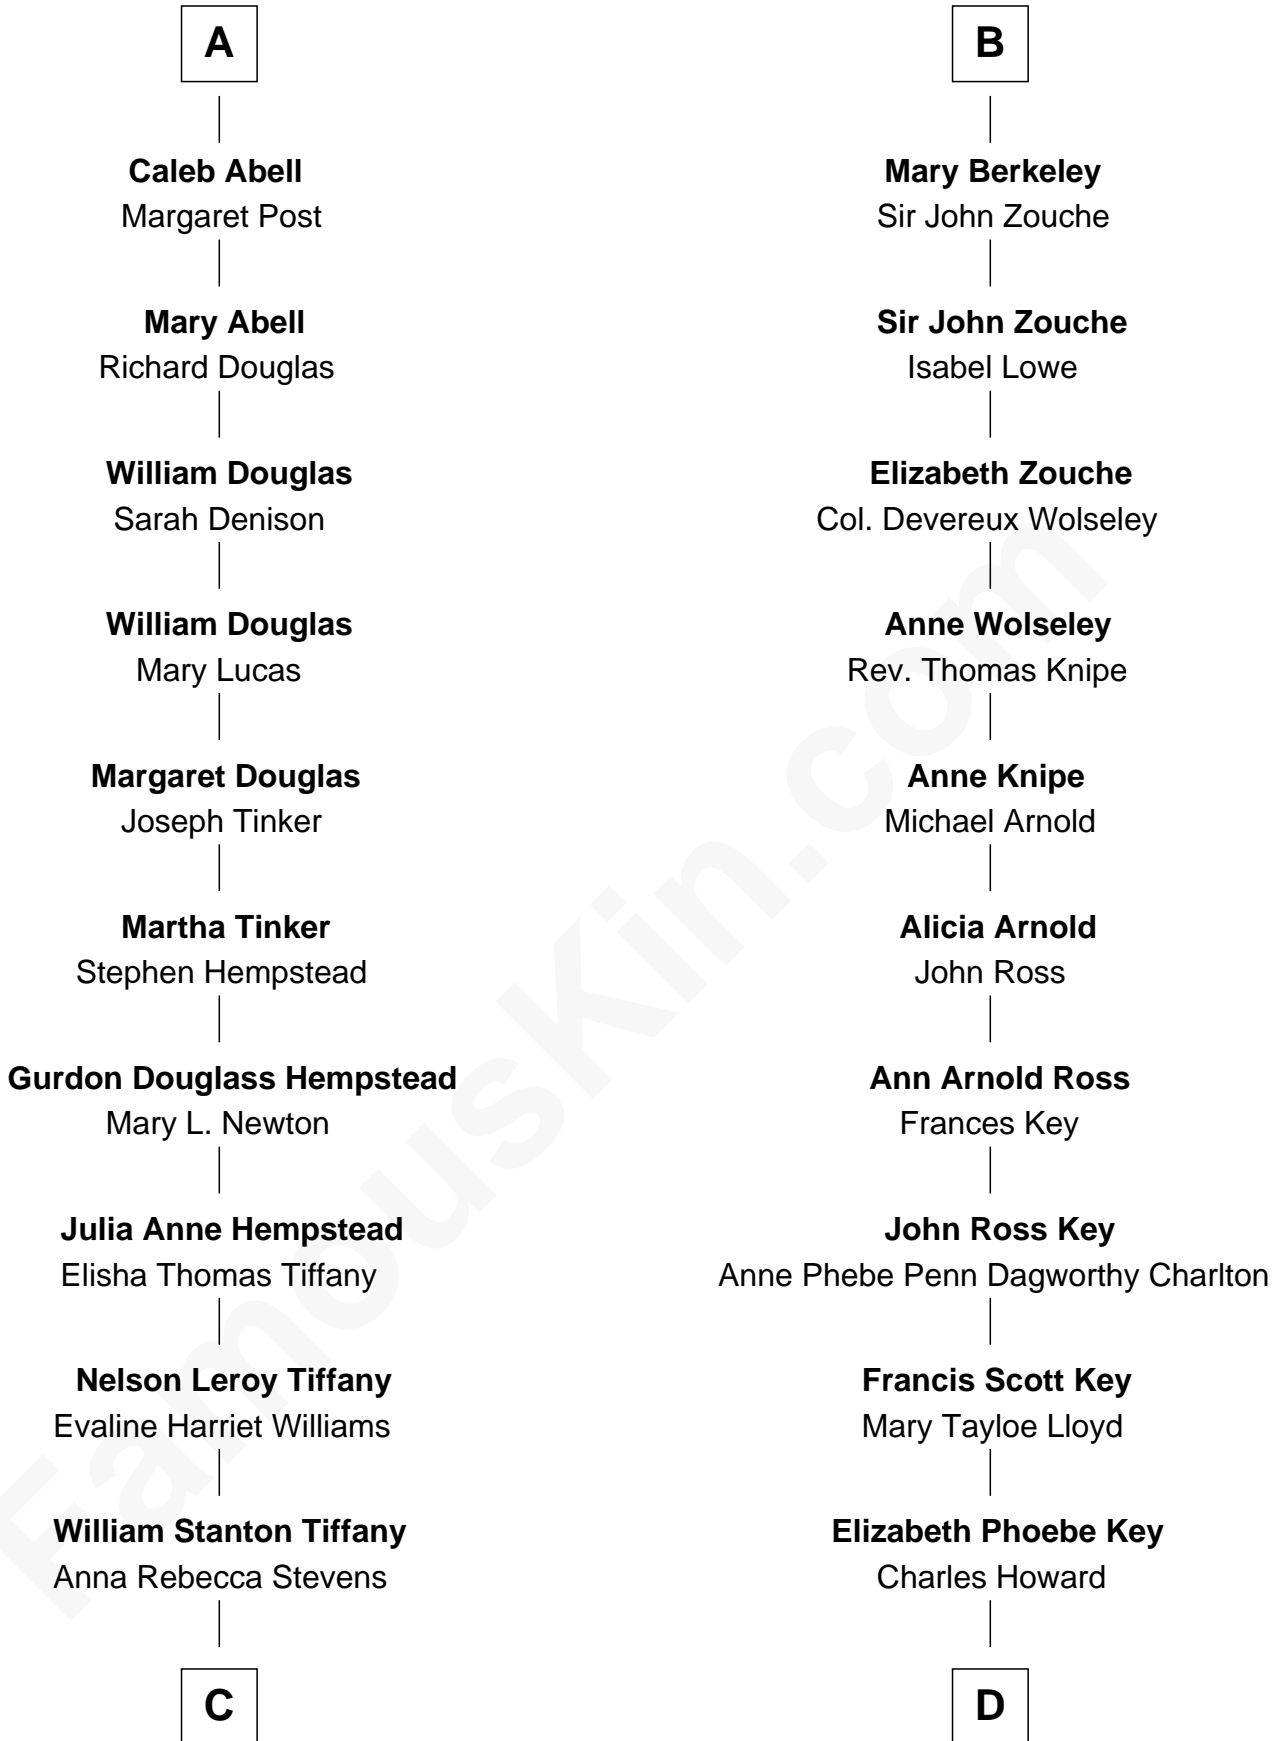 A
Caleb Abell
Margaret Post
Mary Abell
Richard Douglas
William Douglas
Sarah Denison
William Douglas
Mary Lucas
Margaret Douglas
Joseph Tinker
Martha Tinker
Stephen Hempstead
Gurdon Douglass Hempstead
Mary L. Newton
Julia Anne Hempstead
Elisha Thomas Tiffany
Nelson Leroy Tiffany
Evaline Harriet Williams
William Stanton Tiffany
Anna Rebecca Stevens
C
B
Mary Berkeley
Sir John Zouche
Sir John Zouche
Isabel Lowe
Elizabeth Zouche
Col. Devereux Wolseley
Anne Wolseley
Rev. Thomas Knipe
Anne Knipe
Michael Arnold
Alicia Arnold
John Ross
Ann Arnold Ross
Frances Key
John Ross Key
Anne Phebe Penn Dagworthy Charlton
Francis Scott Key
Mary Tayloe Lloyd
Elizabeth Phoebe Key
Charles Howard
D
FamousKin.com